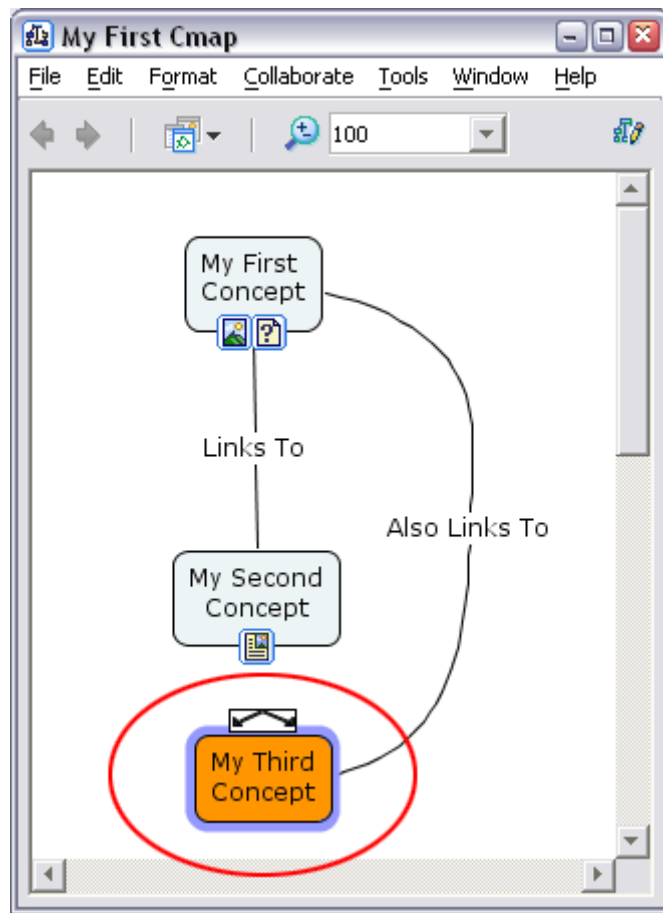 My First Cmap
File Edit Format Collaborate Tools Window Help
100
My First
Concept
Links To
Also Links To
My Second
Concept
My Third
Concept